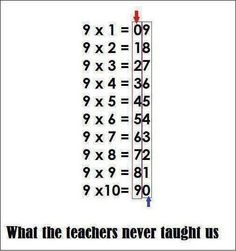 9 x 1 = 09
9 x 2 = 18
9 x 3 = 27
9 x 4 = 36
9 x 5 = 45
9 x 6 = 54
9 x 7 = 63
9 x 8 = 72
9 x 9 = 81
9 x10= 90
What the teachers never taught us